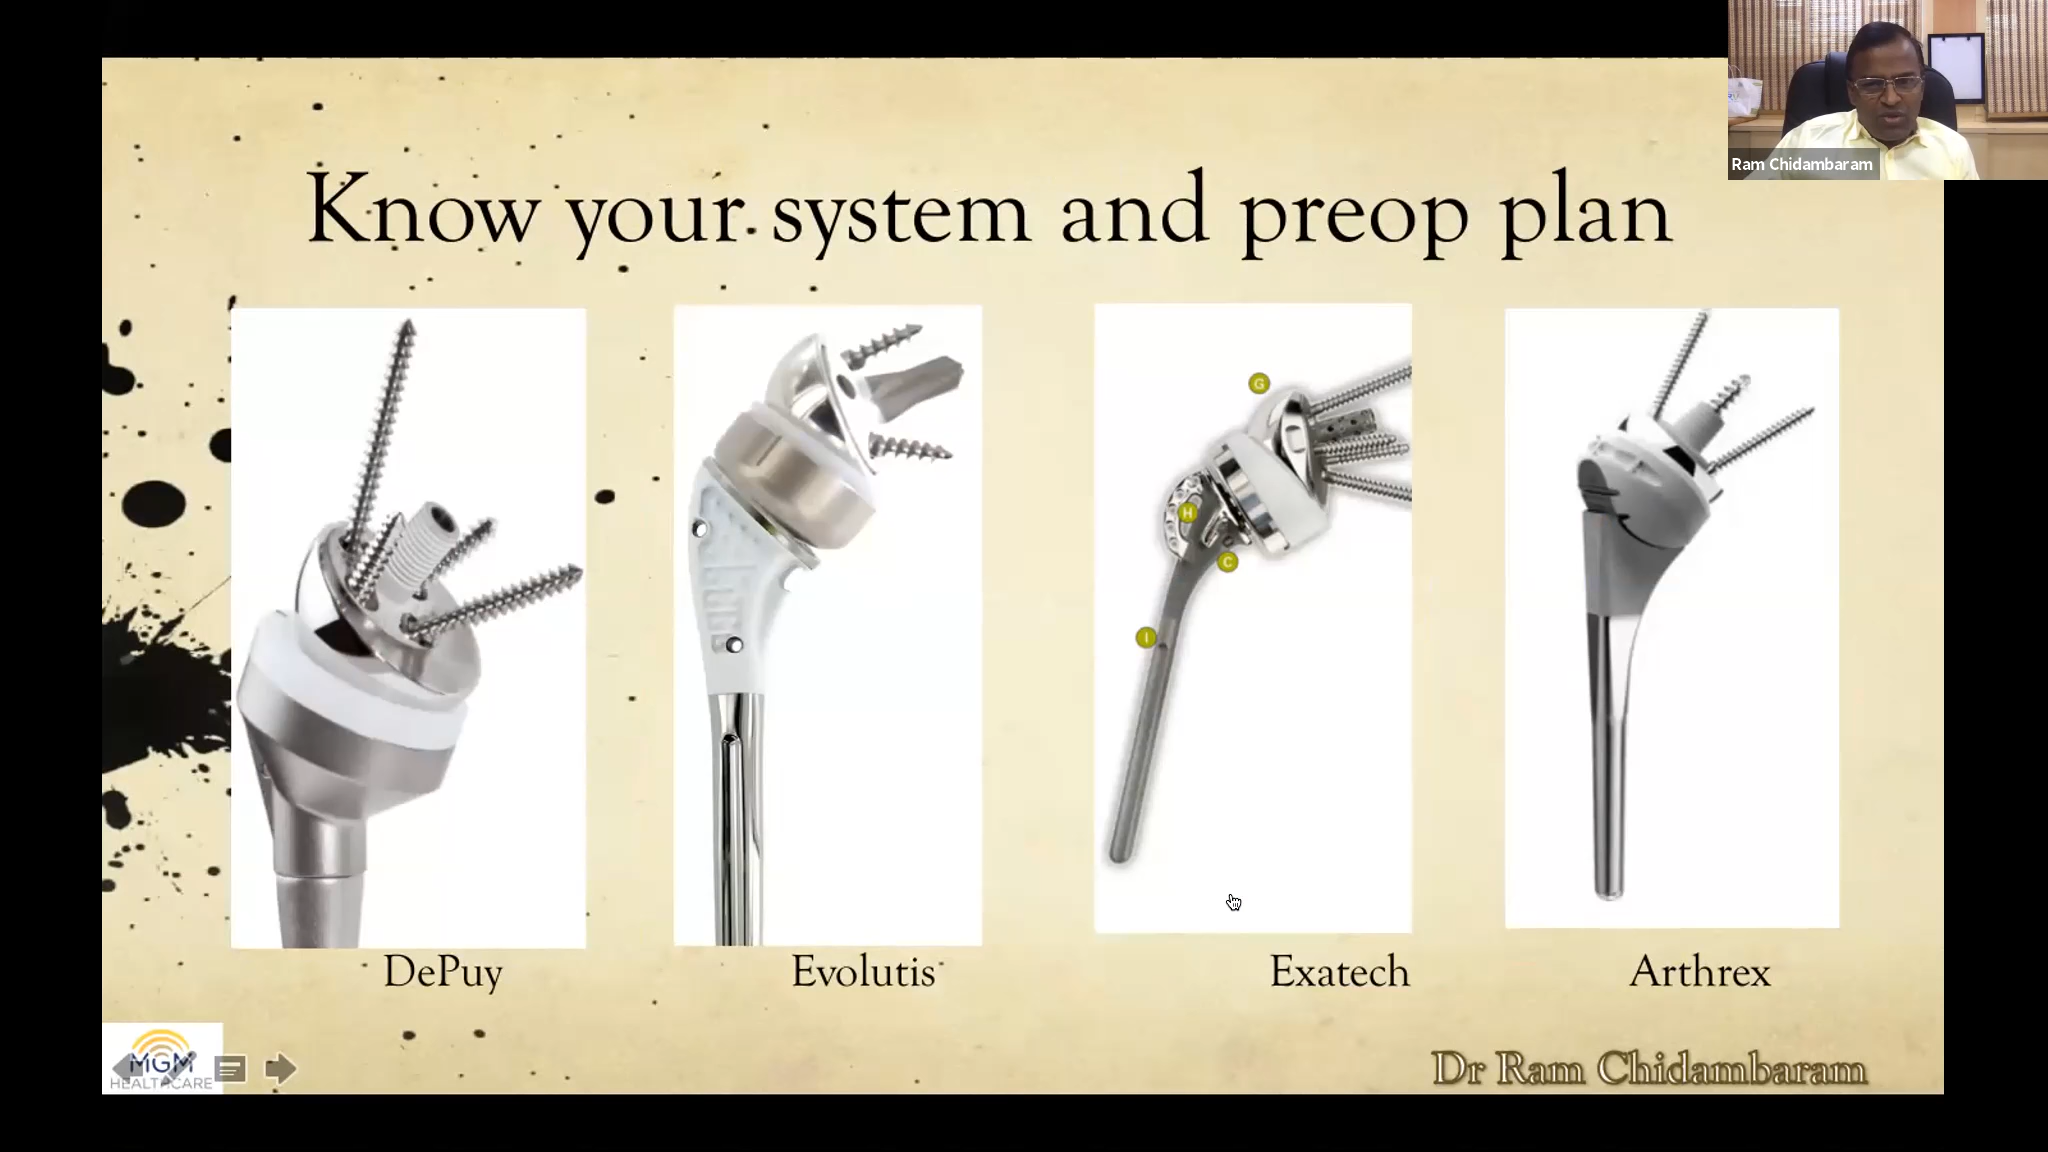 Ram Chidambaram
Know your system and preop plan
G
H
C
I
DePuy
Evolutis
Exatech
Arthrex
MGM
HEALTHCARE
Dr Ram Chidambaram